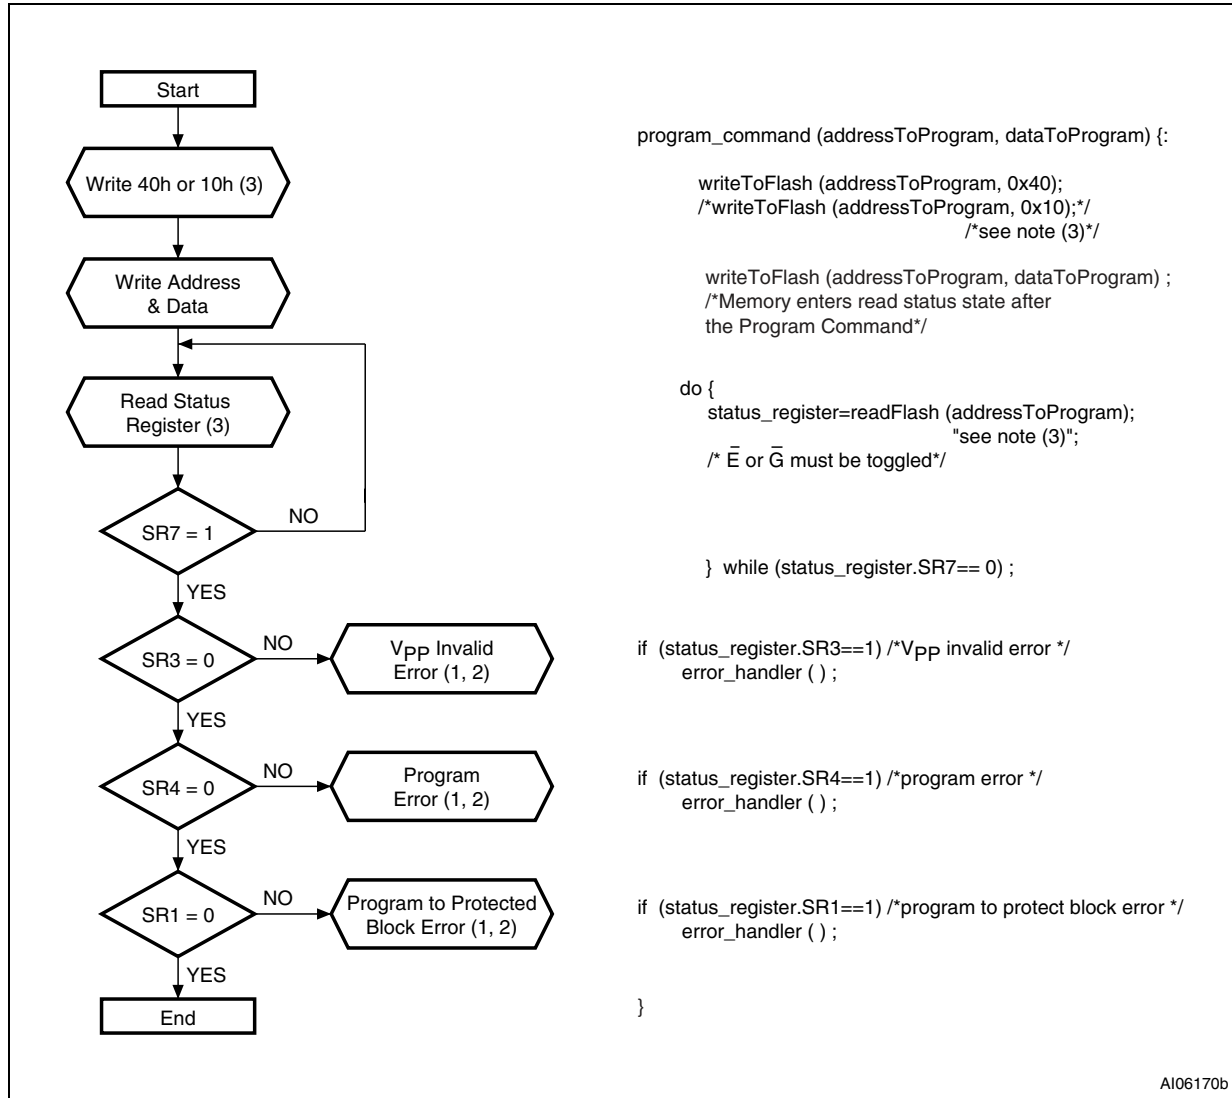 Start
Write 40h or 10h (3)
Write Address
& Data
Read Status
Register (3)
SR7 = 1
NO
YES
SR3 = 0
NO
VPP Invalid
Error (1, 2)
YES
SR4 = 0
NO
Program
Error (1, 2)
YES
SR1 = 0
NO
Program to Protected
Block Error (1, 2)
YES
End
program_command (addressToProgram, dataToProgram) {:
writeToFlash (addressToProgram, 0x40);
/*writeToFlash (addressToProgram, 0x10);*/
/*see note (3)*/
writeToFlash (addressToProgram, dataToProgram) ;
/*Memory enters read status state after
the Program Command*/
do {
status_register=readFlash (addressToProgram);
"see note (3)";
/* E̅ or G̅ must be toggled*/
} while (status_register.SR7== 0) ;
if (status_register.SR3==1) /*VPP invalid error */
error_handler ( ) ;
if (status_register.SR4==1) /*program error */
error_handler ( ) ;
if (status_register.SR1==1) /*program to protect block error */
error_handler ( ) ;
}
AI06170b